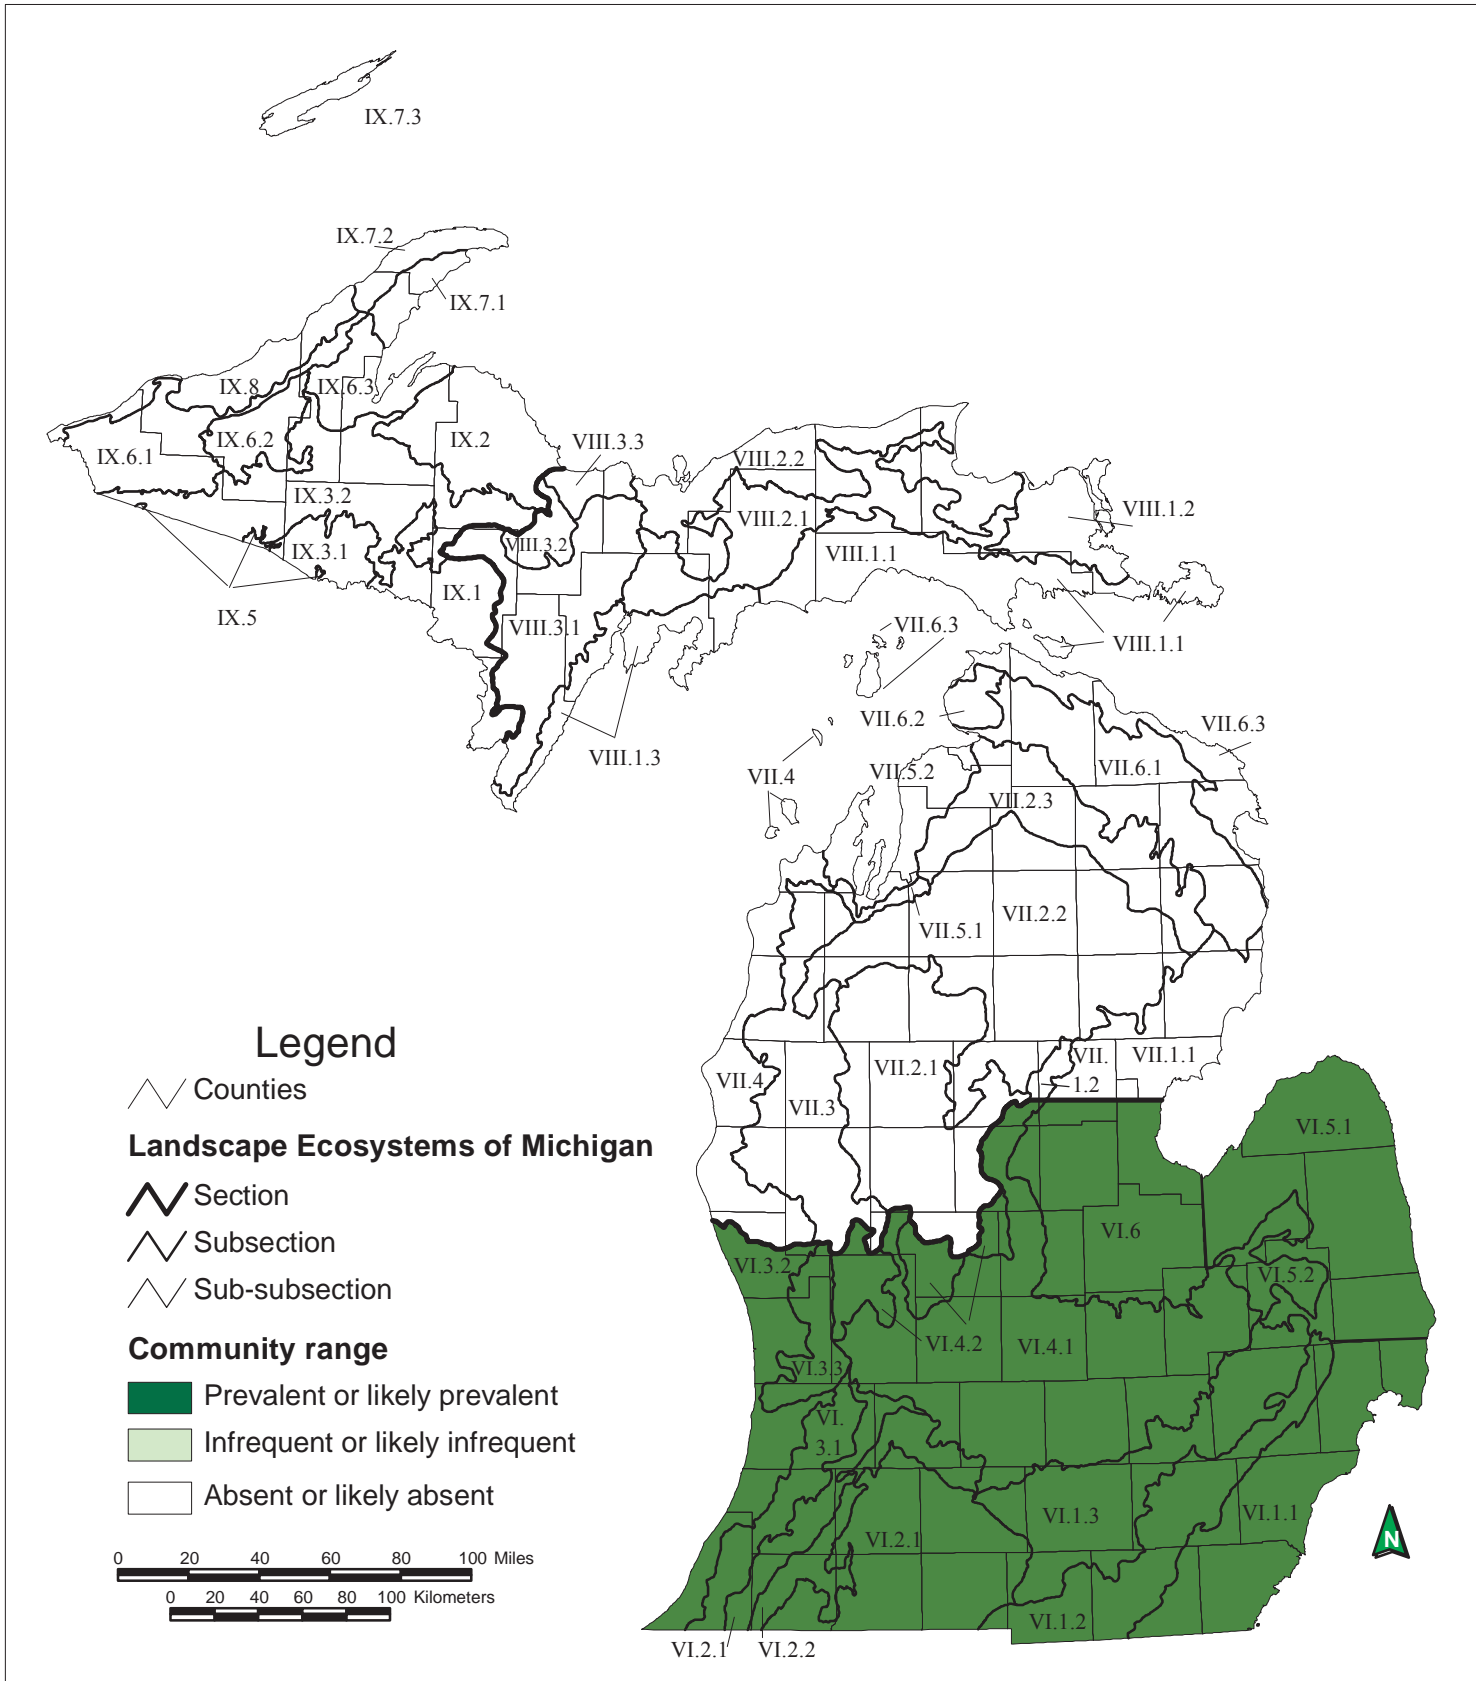 IX.7.3
IX.7.2
IX.7.1
IX.8
IX.6.3
IX.6.2
IX.2
IX.6.1
VIII.3.3
VIII.2.2
IX.3.2
VIII.2.1
VIII.1.2
IX.3.1
VIII.3.2
VIII.1.1
IX.1
IX.5
VIII.3.1
VII.6.3
VIII.1.1
VII.6.2
VII.6.3
VIII.1.3
VII.4
VII.5.2
VII.6.1
VII.2.3
VII.2.2
VII.5.1
VII.4
VII.3
VII.2.1
VII.
1.2
VII.1.1
VI.5.1
VI.6
VI.3.2
VI.5.2
VI.4.2
VI.4.1
VI.3.3
VI.
3.1
VI.1.3
VI.1.1
VI.2.1
VI.1.2
VI.2.1
VI.2.2
Legend
Counties
Landscape Ecosystems of Michigan
Section
Subsection
Sub-subsection
Community range
Prevalent or likely prevalent
Infrequent or likely infrequent
Absent or likely absent
0 20 40 60 80 100 Miles
0 20 40 60 80 100 Kilometers
N